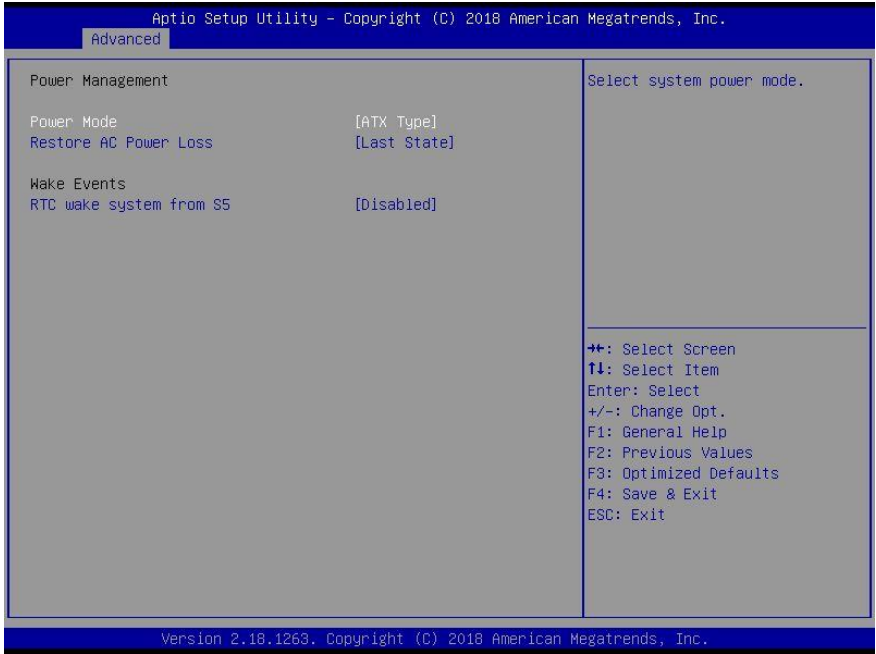 Aptio Setup Utility – Copyright (C) 2018 American Megatrends, Inc.
Advanced
Power Management
Power Mode [ATX Type]
Restore AC Power Loss [Last State]
Wake Events
RTC wake system from S5 [Disabled]
Select system power mode.
→←: Select Screen
↑↓: Select Item
Enter: Select
+/-: Change Opt.
F1: General Help
F2: Previous Values
F3: Optimized Defaults
F4: Save & Exit
ESC: Exit
Version 2.18.1263. Copyright (C) 2018 American Megatrends, Inc.